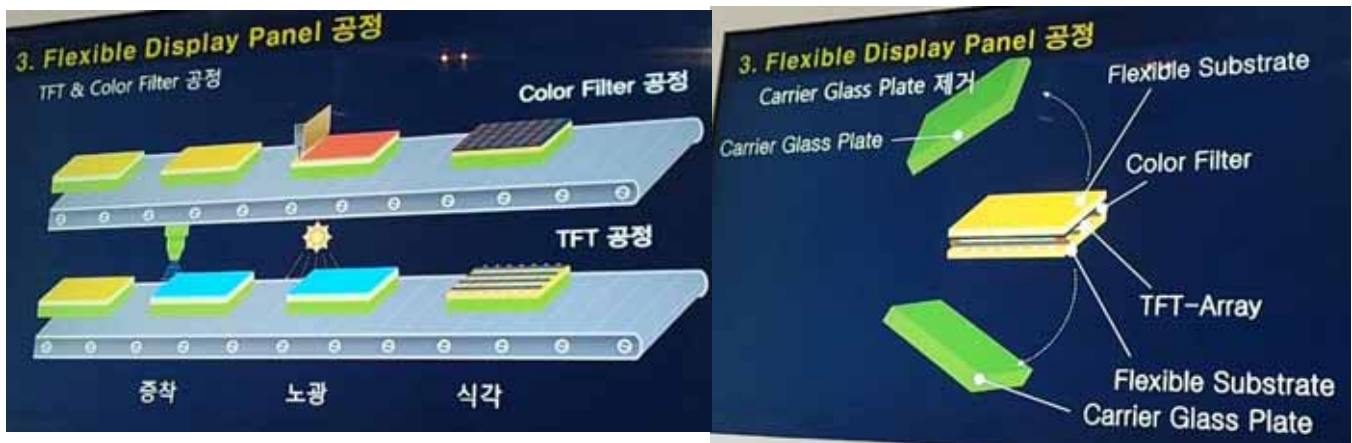 3. Flexible Display Panel 공정
TFT & Color Filter 공정
Color Filter 공정
TFT 공정
증착
노광
식각
3. Flexible Display Panel 공정
Carrier Glass Plate 제거
Flexible Substrate
Carrier Glass Plate
Color Filter
TFT-Array
Flexible Substrate
Carrier Glass Plate